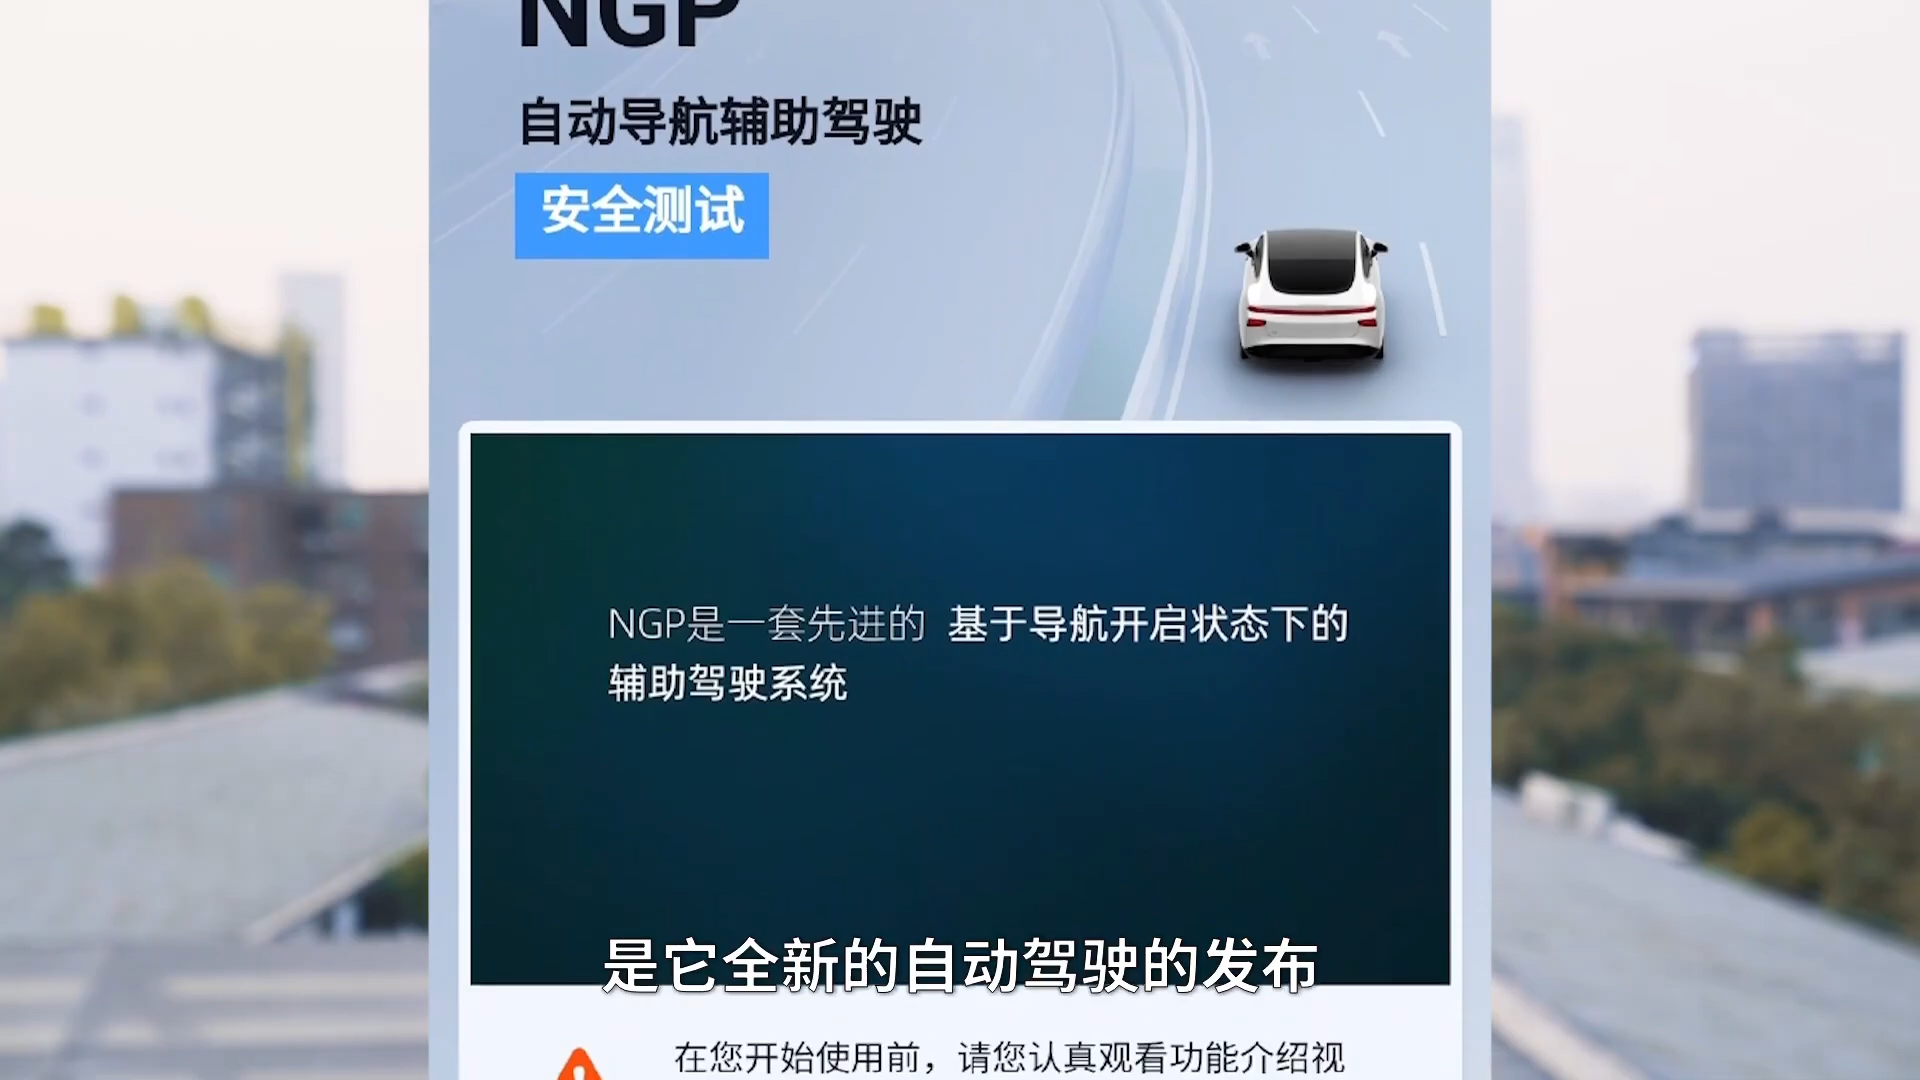 NGP
自动导航辅助驾驶
安全测试
NGP是一套先进的 基于导航开启状态下的
辅助驾驶系统
是它全新的自动驾驶的发布
在您开始使用前，请您认真观看功能介绍视